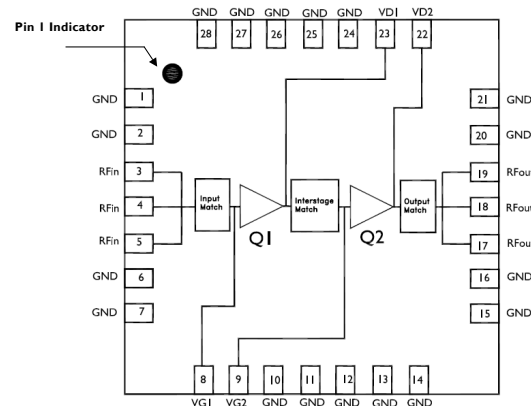 GND GND GND GND GND VD1 VD2
Pin 1 Indicator
28 27 26 25 24 23 22
GND 1
21 GND
GND 2
20 GND
RFin 3
19 RFout
RFin 4
Input Match
Interstage Match
Output Match
18 RFout
Q1
Q2
RFin 5
17 RFout
GND 6
16 GND
GND 7
15 GND
8 9 10 11 12 13 14
VG1 VG2 GND GND GND GND GND